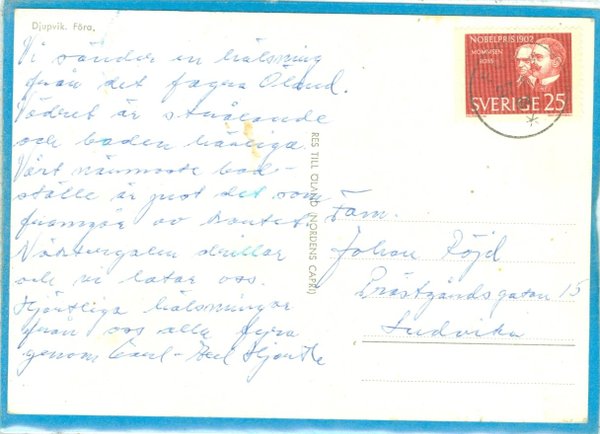 Djupvik. Föra.
Vi sänder en hälsning
från det fagra Öland.
Vädret är strålande
och baden härliga.
Vårt närmaste bad-
ställe är just det som
framgår av kortet.
Näktergalen drillar
och vi latar oss.
Hjärtliga hälsningar
från oss alla fyra
genom Carl-Axel Hjorth
RES TILL ÖLAND (NORDENS CAPRI)
NOBELPRIS 1902
MOMMSEN
ROSS
SVERIGE 25
Fam.
Johan Röjd
Prästgårdsgatan 15
Ludvika